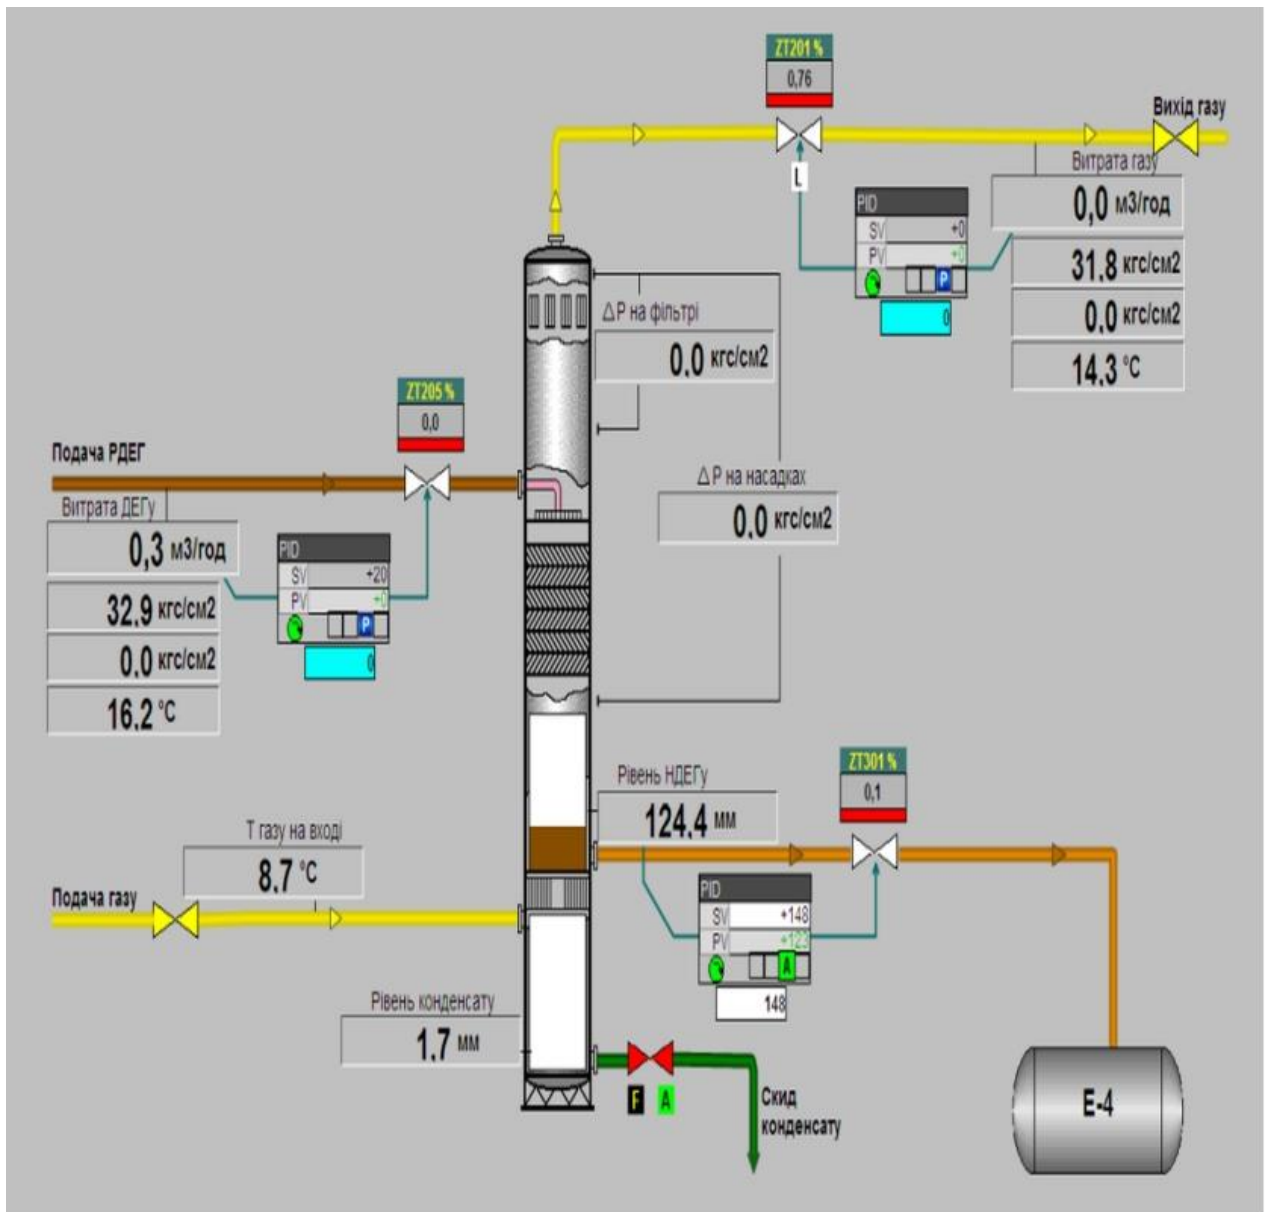 ZT201 %
0,76
Вихід газу
L
Витрата газу
0,0 м3/год
31.8 кгс/см2
0.0 кгс/см2
14.3 °C
PID
SV +0
PV +0
P
0
ΔP на фільтрі
0.0 кгс/см2
ZT205 %
0,0
Подача РДЕГ
Витрата ДЕГу
0,3 м3/год
32.9 кгс/см2
0.0 кгс/см2
16.2 °C
PID
SV +20
PV +0
P
0
ΔP на насадках
0.0 кгс/см2
Рівень НДЕГу
124.4 мм
ZT301 %
0,1
Т газу на вході
8.7 °C
Подача газу
PID
SV +148
PV +123
A
148
Рівень конденсату
1.7 мм
F A
Скид
конденсату
E-4